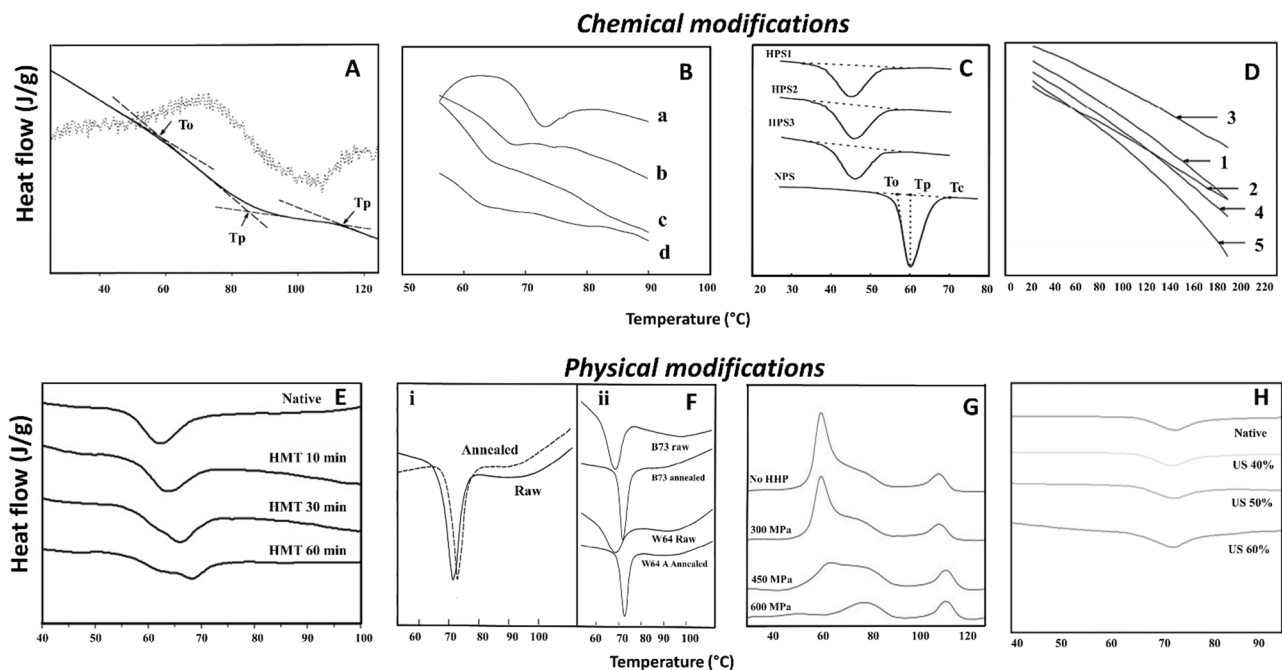 Chemical modifications
Heat flow (J/g)
A
To
Tp
Tp
40 60 80 100 120
B
a
b
c
d
50 60 70 80 90 100
C
HPS1
HPS2
HPS3
NPS
To Tp Tc
20 30 40 50 60 70 80
D
3
1
2
4
5
0 20 40 60 80 100 120 140 160 180 200 220
Temperature (°C)
Physical modifications
Heat flow (J/g)
E
Native
HMT 10 min
HMT 30 min
HMT 60 min
40 50 60 70 80 90 100
i
Annealed
Raw
70 80 90 100
ii
F
B73 raw
B73 annealed
W64 Raw
W64 A Annealed
60 72 80 90 100
G
No HHP
300 MPa
450 MPa
600 MPa
40 60 80 100 120
H
Native
US 40%
US 50%
US 60%
40 50 60 70 80 90
Temperature (°C)